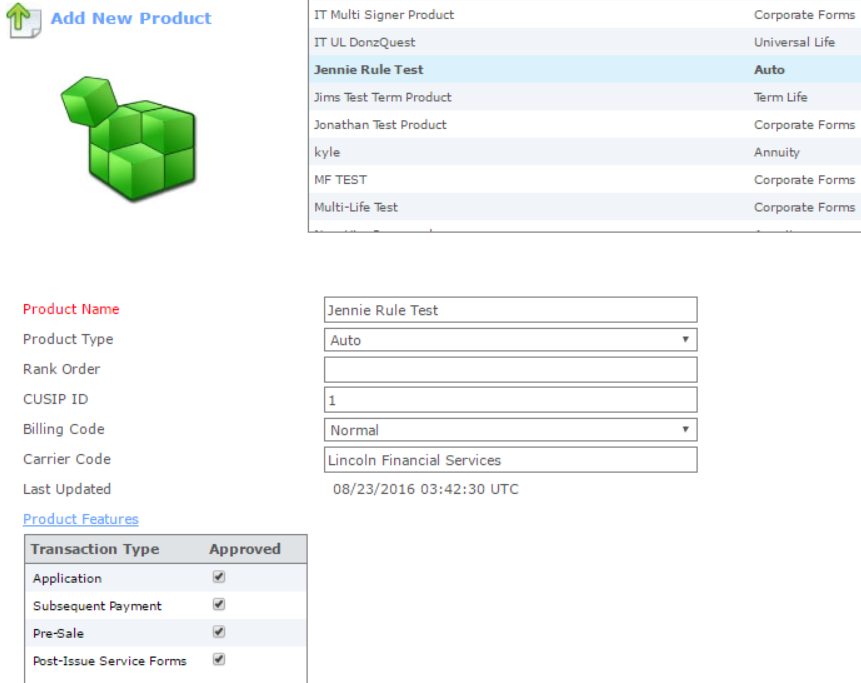 Add New Product
IT Multi Signer Product Corporate Forms
IT UL DonzQuest Universal Life
Jennie Rule Test Auto
Jims Test Term Product Term Life
Jonathan Test Product Corporate Forms
kyle Annuity
MF TEST Corporate Forms
Multi-Life Test Corporate Forms
Product Name Jennie Rule Test
Product Type Auto
Rank Order
CUSIP ID 1
Billing Code Normal
Carrier Code Lincoln Financial Services
Last Updated 08/23/2016 03:42:30 UTC
Product Features
Transaction Type Approved
Application
Subsequent Payment
Pre-Sale
Post-Issue Service Forms